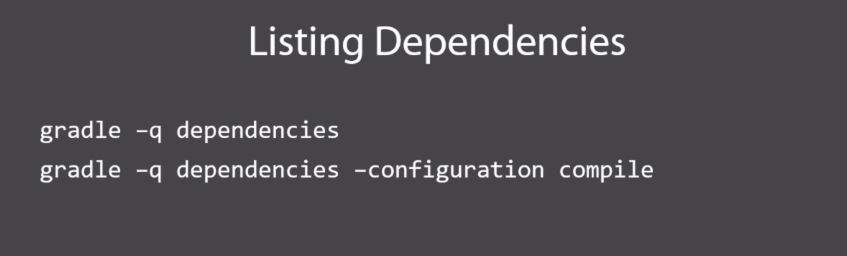 Listing Dependencies
gradle –q dependencies
gradle –q dependencies –configuration compile